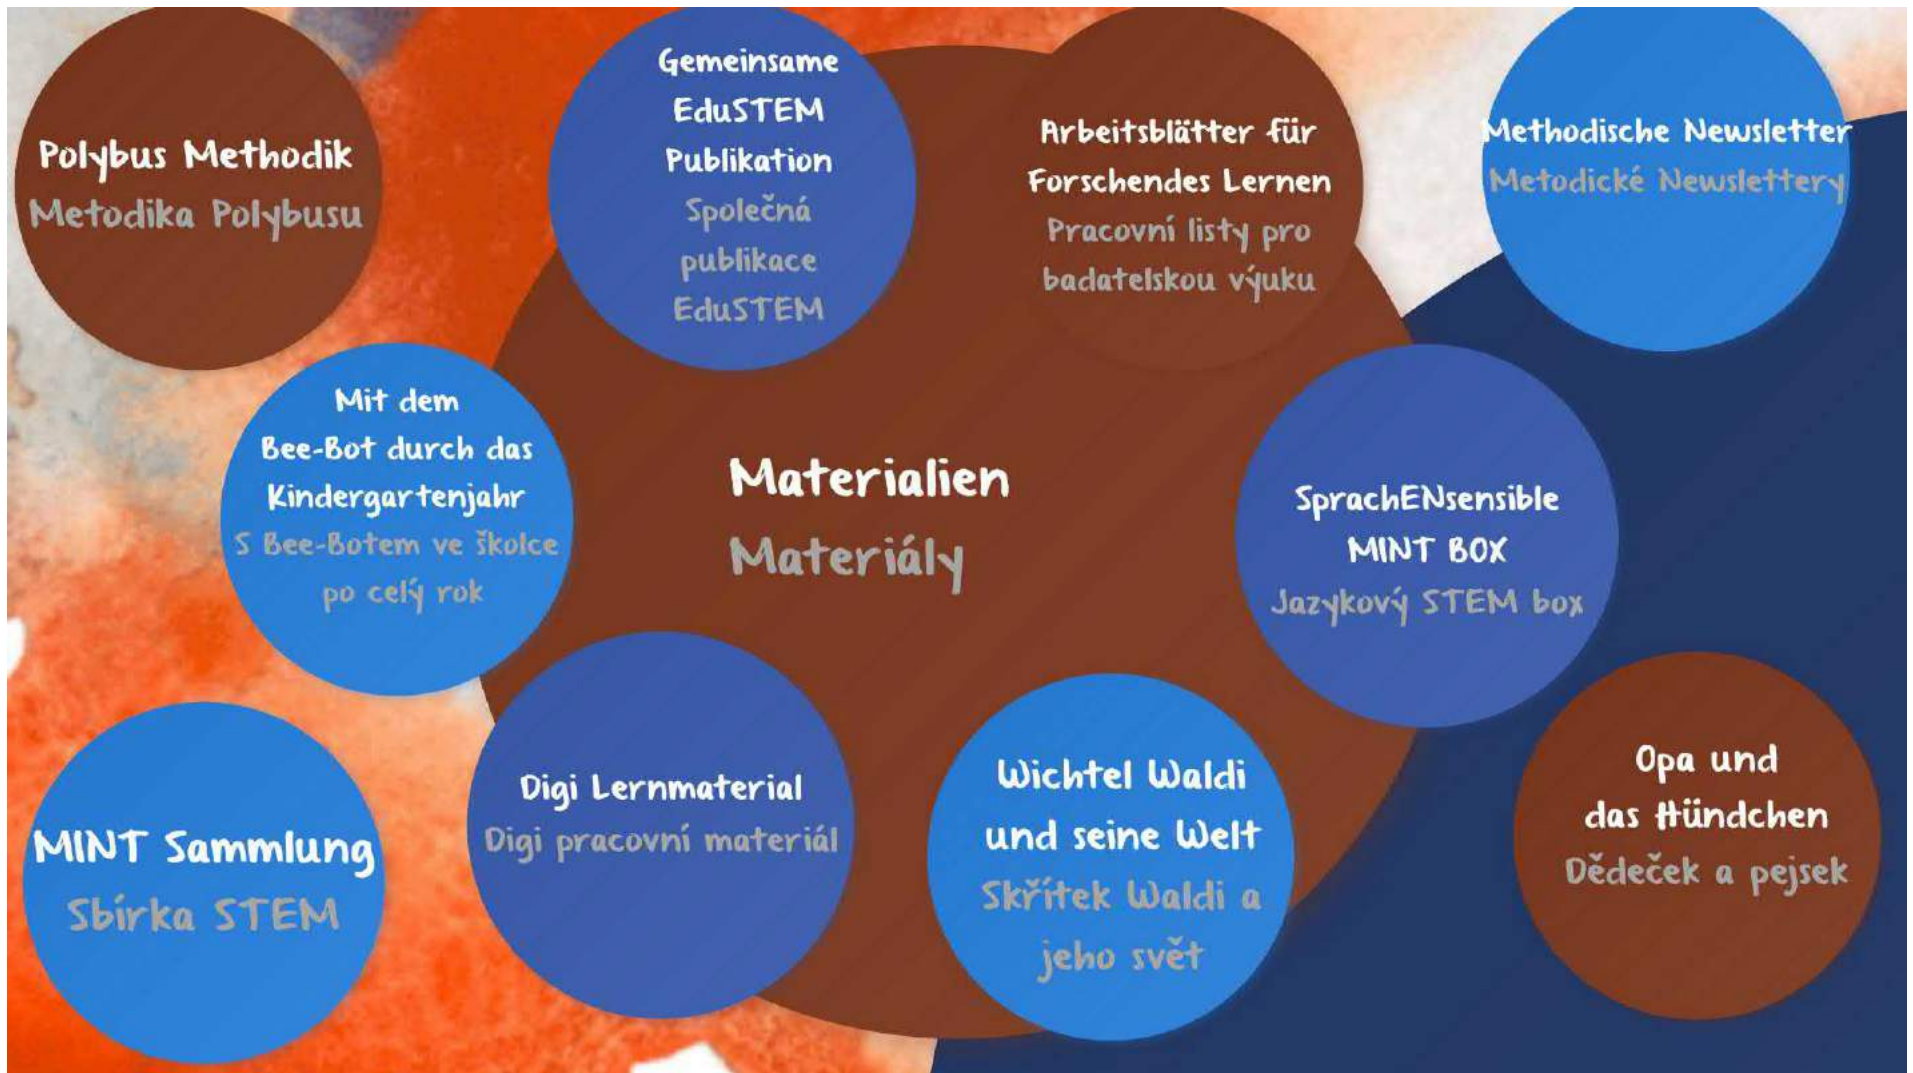 Polybus Methodik
Metodika Polybusu
Gemeinsame
EduSTEM
Publikation
Společná
publikace
EduSTEM
Arbeitsblätter für
Forschendes Lernen
Pracovní listy pro
badatelskou výuku
Methodische Newsletter
Metodické Newslettery
Mit dem
Bee-Bot durch das
Kindergartenjahr
S Bee-Botem ve školce
po celý rok
Materialien
Materiály
SprachENsensible
MINT BOX
Jazykový STEM box
MINT Sammlung
Sbírka STEM
Digi Lernmaterial
Digi pracovní materiál
Wichtel Waldi
und seine Welt
Skřítek Waldi a
jeho svět
Opa und
das Hündchen
Dědeček a pejsek